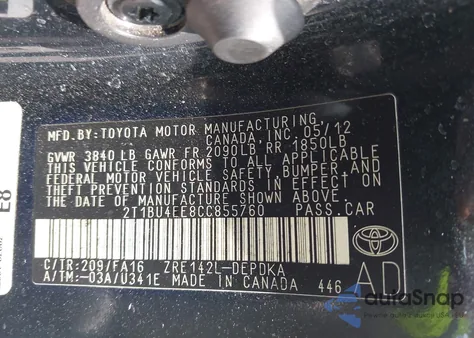 MFD.BY:TOYOTA MOTOR MANUFACTURING
CANADA,INC. 05/12
GVWR 3840 LB GAWR FR 2090LB RR 1850LB
THIS VEHICLE CONFORMS TO ALL APPLICABLE
FEDERAL MOTOR VEHICLE SAFETY,BUMPER,AND
THEFT PREVENTION STANDARDS IN EFFECT ON
THE DATE OF MANUFACTURE SHOWN ABOVE.
2T1BU4EE8CC855760 PASS.CAR
C/TR:209/FA16 ZRE142L-DEPDKA
A/TM:-03A/U341E MADE IN CANADA 446
AD
E8
autoSnap